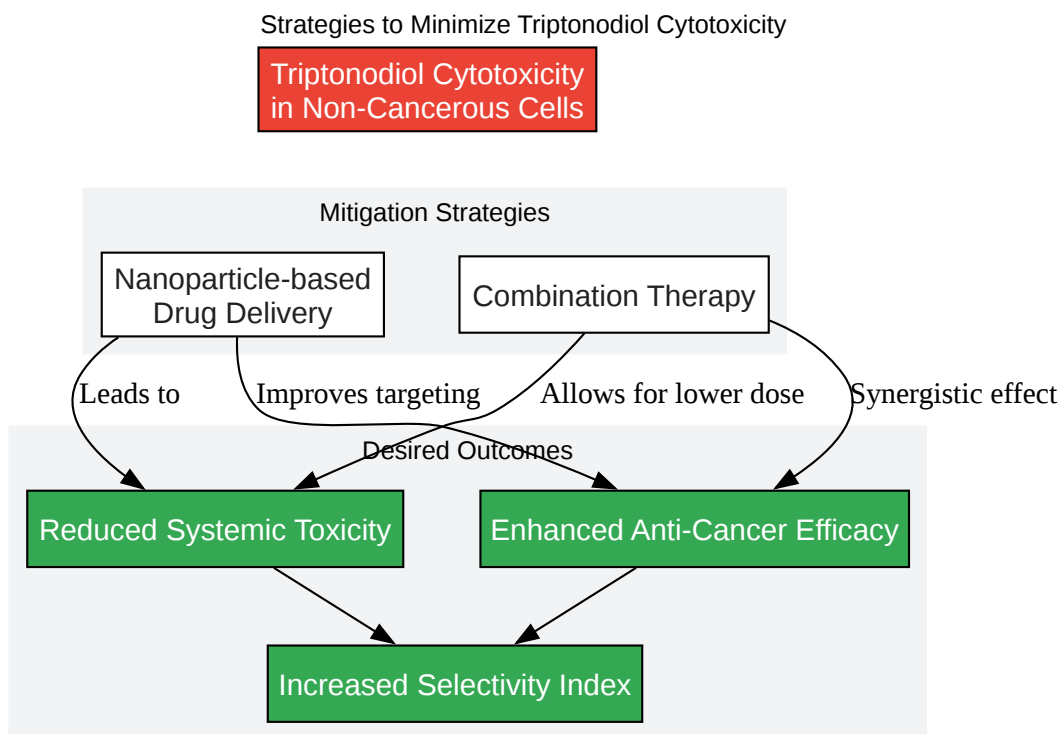 Strategies to Minimize Triptonodiol Cytotoxicity
Triptonodiol Cytotoxicity
in Non-Cancerous Cells
Mitigation Strategies
Nanoparticle-based
Drug Delivery
Combination Therapy
Leads to
Improves targeting
Allows for lower dose
Synergistic effect
Desired Outcomes
Reduced Systemic Toxicity
Enhanced Anti-Cancer Efficacy
Increased Selectivity Index